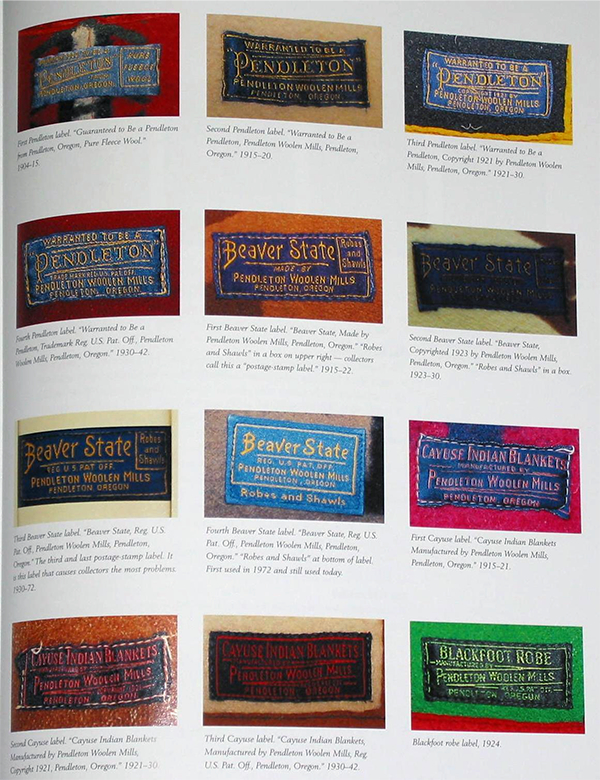 PENDLETON
PENDLETON, OREGON.
PURE
FLEECE
WOOL
First Pendleton label. "Guaranteed to Be a Pendleton
from Pendleton, Oregon, Pure Fleece Wool."
1904-15.
WARRANTED TO BE A
"PENDLETON"
PENDLETON WOOLEN MILLS
PENDLETON, OREGON.
Second Pendleton label. "Warranted to Be a
Pendleton, Pendleton Woolen Mills, Pendleton,
Oregon." 1915–20.
WARRANTED TO BE A
"PENDLETON"
COPYRIGHT 1921 BY
PENDLETON WOOLEN MILLS
PENDLETON, OREGON.
Third Pendleton label. "Warranted to Be a
Pendleton, Copyright 1921 by Pendleton Woolen
Mills, Pendleton, Oregon." 1921–30.
"WARRANTED TO BE A
"PENDLETON"
TRADE MARK REG. U.S. PAT. OFF.
PENDLETON WOOLEN MILLS
PENDLETON, OREGON.
Fourth Pendleton label. "Warranted to Be a
Pendleton, Trademark Reg. U.S. Pat. Off., Pendleton
Woolen Mills, Pendleton, Oregon." 1930–42.
Beaver State
Robes
and
Shawls
MADE BY
PENDLETON WOOLEN MILLS
PENDLETON, OREGON
First Beaver State label. "Beaver State, Made by
Pendleton Woolen Mills, Pendleton, Oregon." "Robes
and Shawls" in a box on upper right — collectors
call this a "postage-stamp label." 1915–22.
Beaver State
PENDLETON WOOLEN MILLS
Second Beaver State label. "Beaver State,
Copyrighted 1923 by Pendleton Woolen Mills,
Pendleton, Oregon." "Robes and Shawls" in a box.
1923–30.
Beaver State
Robes
and
Shawls
REG. U.S. PAT. OFF.
PENDLETON WOOLEN MILLS
PENDLETON, OREGON
Third Beaver State label. "Beaver State, Reg. U.S.
Pat. Off., Pendleton Woolen Mills, Pendleton,
Oregon." The third and last postage-stamp label. It
is this label that causes collectors the most problems.
1930–72.
Beaver State
REG. U.S. PAT. OFF.
PENDLETON WOOLEN MILLS
PENDLETON, OREGON
Robes and Shawls
Fourth Beaver State label. "Beaver State, Reg. U.S.
Pat. Off., Pendleton Woolen Mills, Pendleton,
Oregon." "Robes and Shawls" at bottom of label.
First used in 1972 and still used today.
CAYUSE INDIAN BLANKETS
MANUFACTURED BY
PENDLETON WOOLEN MILLS
PENDLETON, OREGON
First Cayuse label. "Cayuse Indian Blankets
Manufactured by Pendleton Woolen Mills,
Pendleton, Oregon." 1915–21.
CAYUSE INDIAN BLANKETS
PENDLETON WOOLEN MILLS
PENDLETON, OREGON
Second Cayuse label. "Cayuse Indian Blankets
Manufactured by Pendleton Woolen Mills,
Copyright 1921, Pendleton, Oregon." 1921–30.
CAYUSE INDIAN BLANKETS
PENDLETON WOOLEN MILLS
PENDLETON, OREGON
Third Cayuse label. "Cayuse Indian Blankets,
Manufactured by Pendleton Woolen Mills, Reg.
U.S. Pat. Off., Pendleton, Oregon." 1930–42.
BLACKFOOT ROBE
MANUFACTURED BY
PENDLETON WOOLEN MILLS
PENDLETON, OREGON
Blackfoot robe label, 1924.